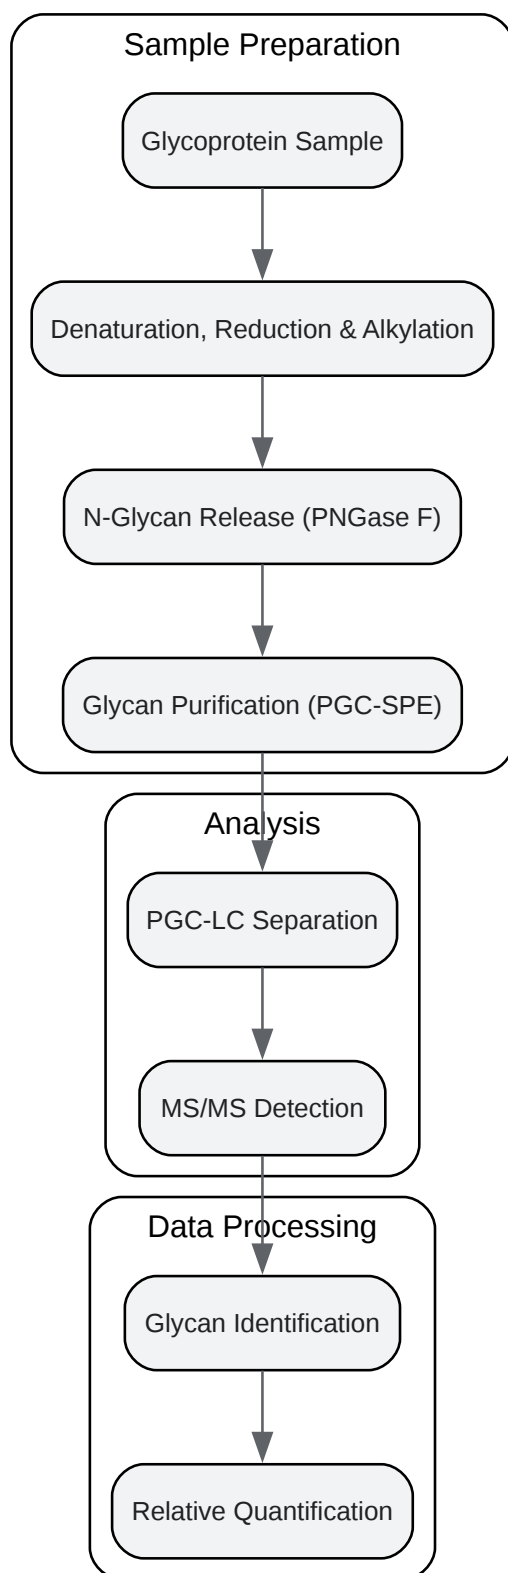 Sample Preparation
Glycoprotein Sample
Denaturation, Reduction & Alkylation
N-Glycan Release (PNGase F)
Glycan Purification (PGC-SPE)
Analysis
PGC-LC Separation
MS/MS Detection
Data Processing
Glycan Identification
Relative Quantification